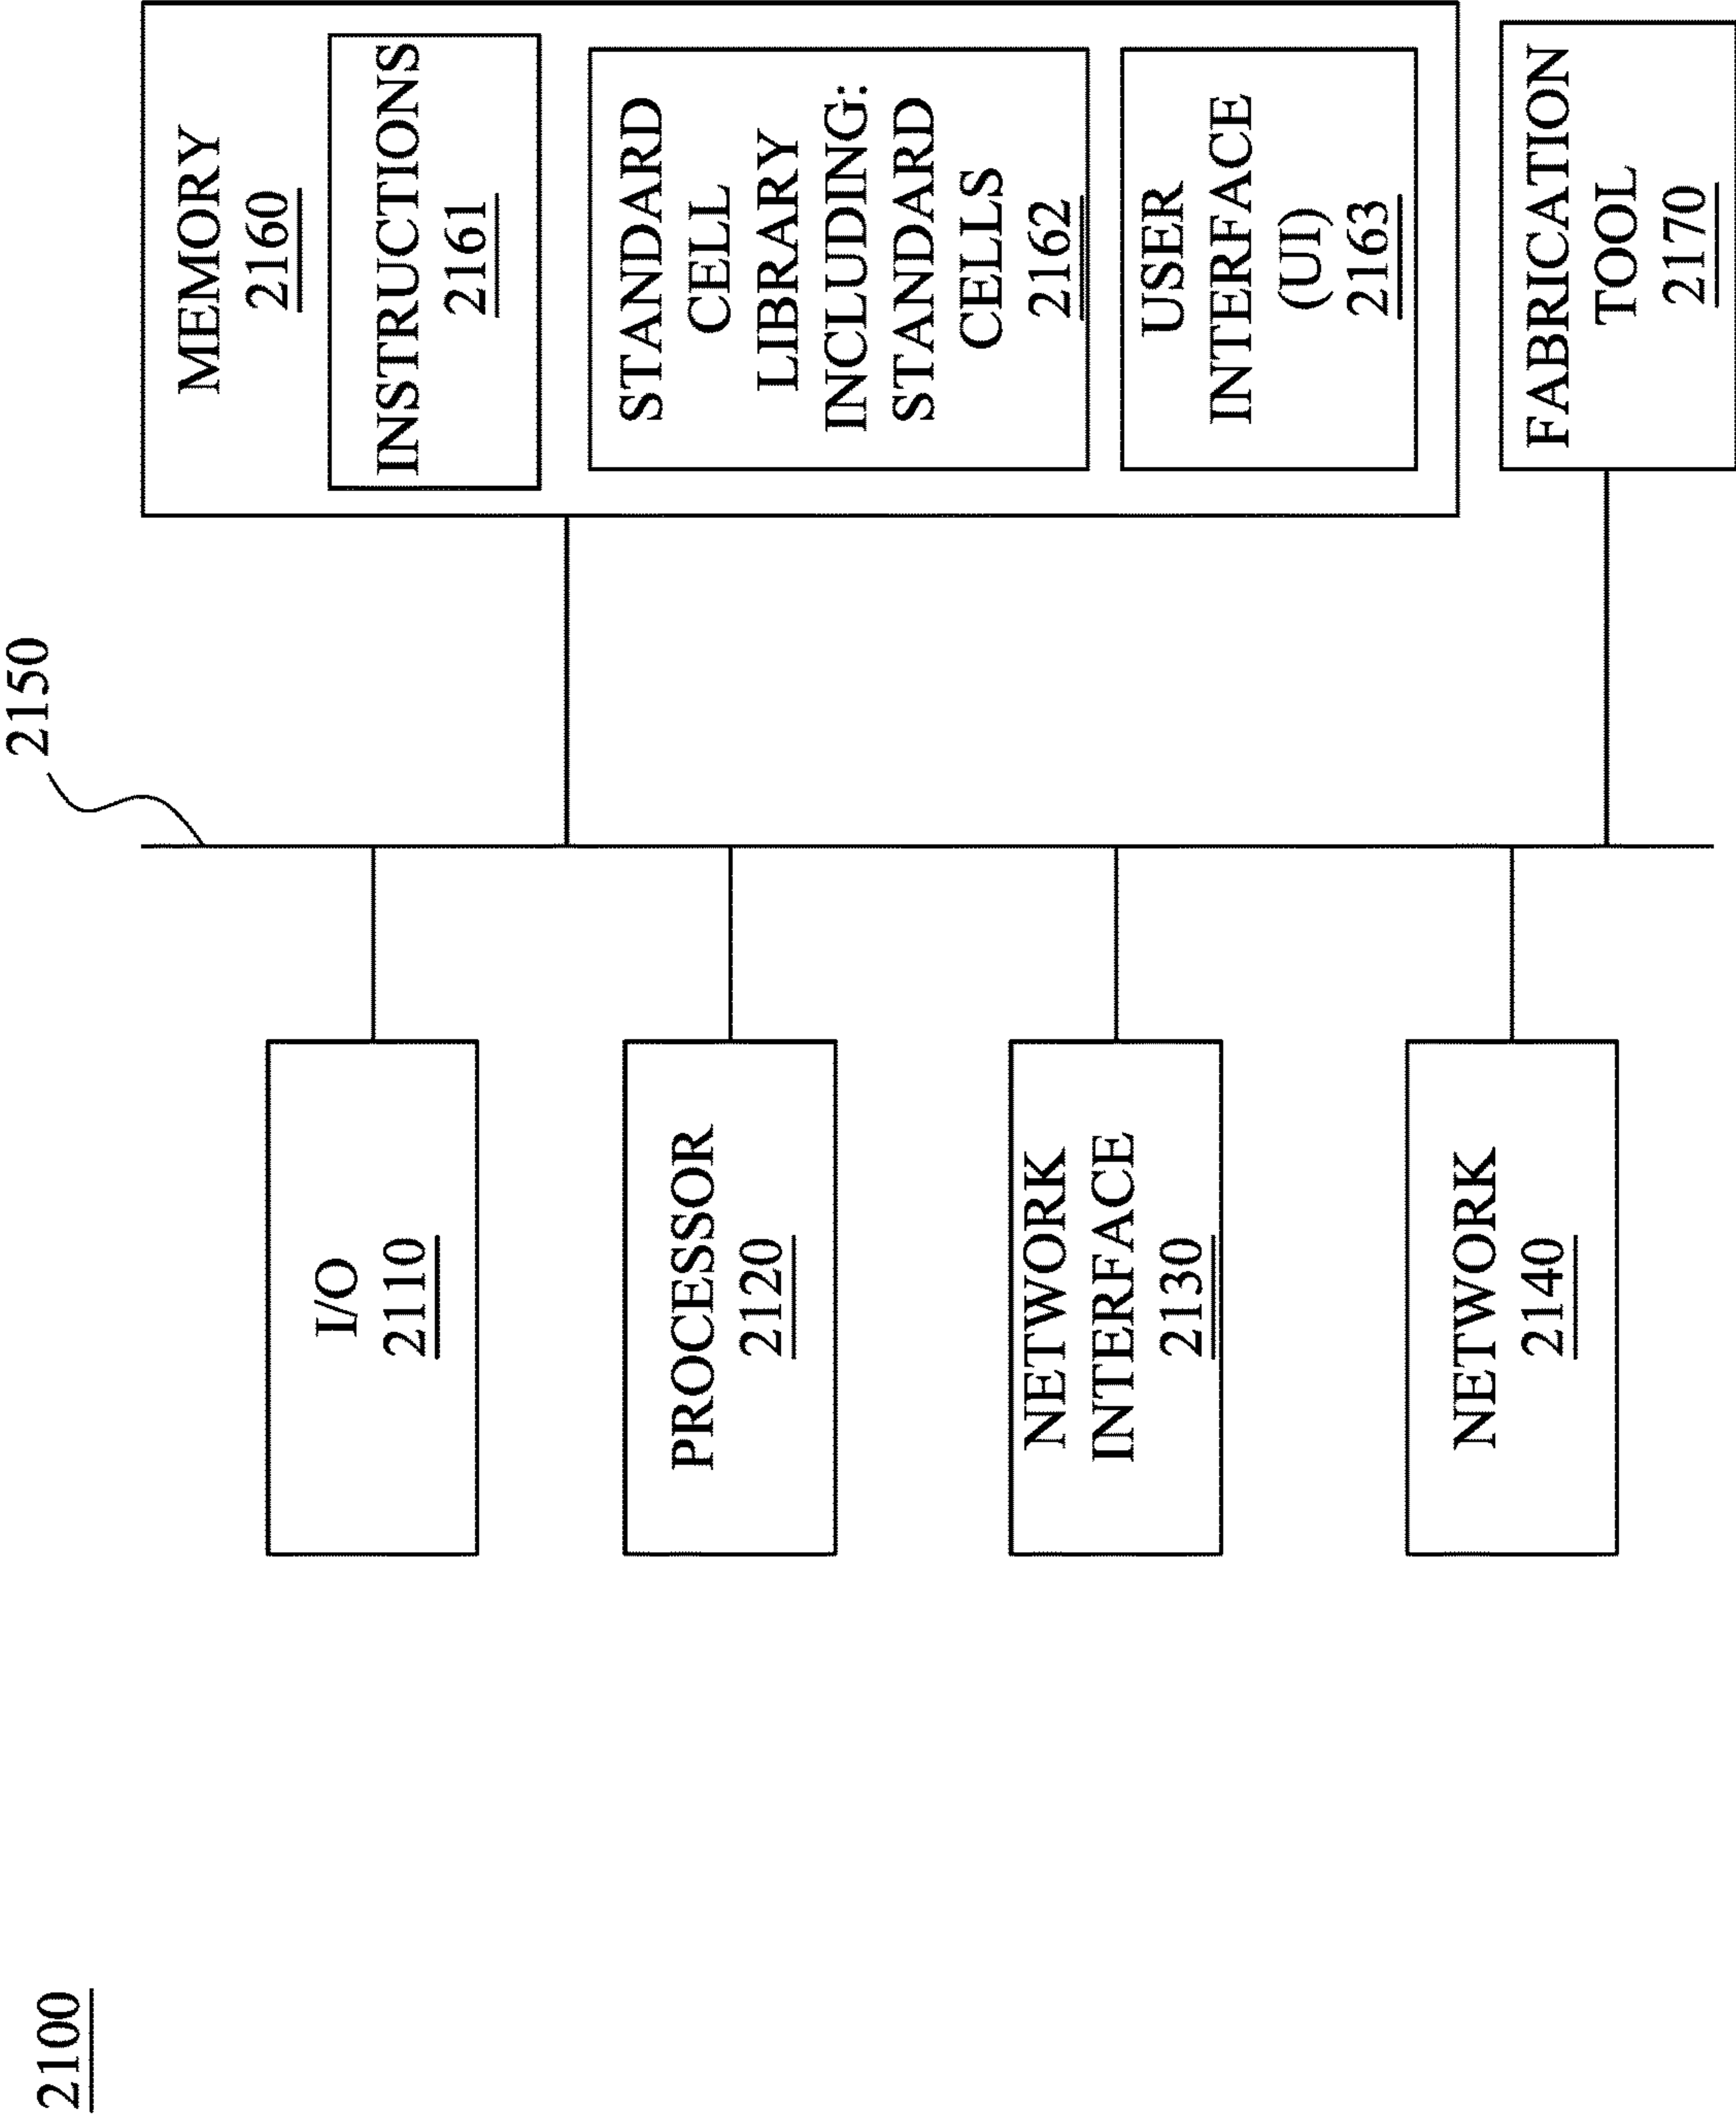 2100
2150
I/O
2110
PROCESSOR
2120
NETWORK
INTERFACE
2130
NETWORK
2140
MEMORY
2160
INSTRUCTIONS
2161
STANDARD
CELL
LIBRARY
INCLUDING:
STANDARD
CELLS
2162
USER
INTERFACE
(UI)
2163
FABRICATION
TOOL
2170